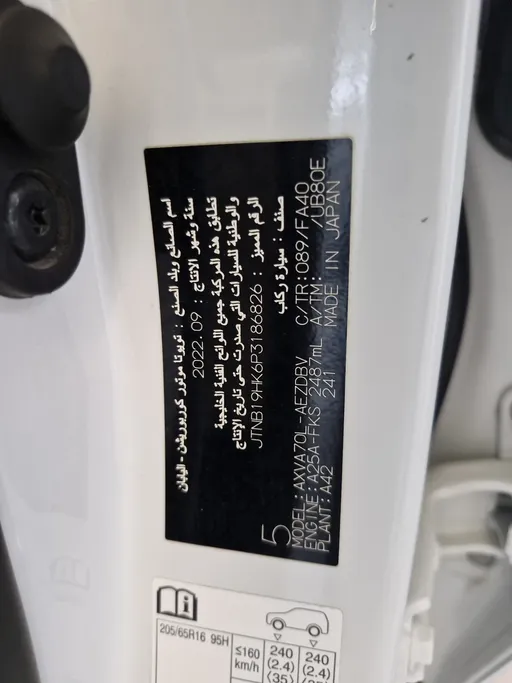 اسم الصانع وبلد الصنع : تويوتا موتور كوربوريشن - اليابان
سنة وشهر الانتاج : 2022.09
تطابق هذه المركبة جميع اللوائح الفنية الخليجية
والوطنية للسيارات التي صدرت حتى تاريخ الإنتاج
الرقم المميز : JTNB19HK6P3186826
صنف : سيارة ركاب
5
MODEL:AXVA70L-AEZDBV C/TR:089/FA40
ENGINE:A25A-FKS 2487mL A/TM: /UB80E
PLANT:A42 241 MADE IN JAPAN
205/65R16 95H
≤160 km/h
240 (2.4) (35
240 (2.4)